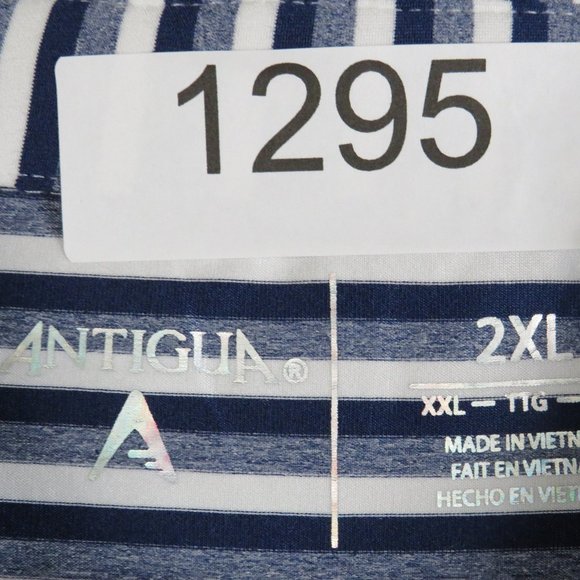 1295
ANTIGUA®
2XL
XXL — TTG —
MADE IN VIETN
FAIT EN VIETNA
HECHO EN VIET